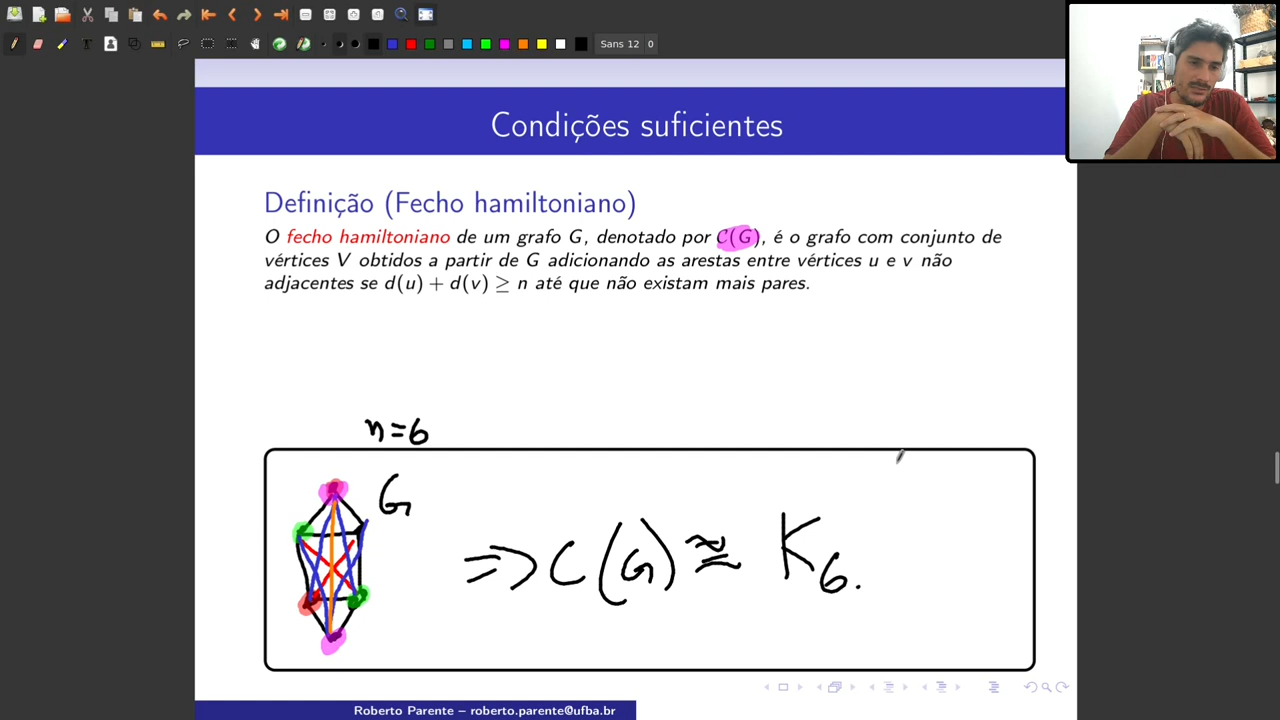 Sans 12 0
Condições suficientes
Definição (Fecho hamiltoniano)
O fecho hamiltoniano de um grafo G, denotado por C(G), é o grafo com conjunto de
vértices V obtidos a partir de G adicionando as arestas entre vértices u e v não
adjacentes se d(u) + d(v) ≥ n até que não existam mais pares.
n=6
G
⇒ C(G) ≅ K₆.
Roberto Parente – roberto.parente@ufba.br